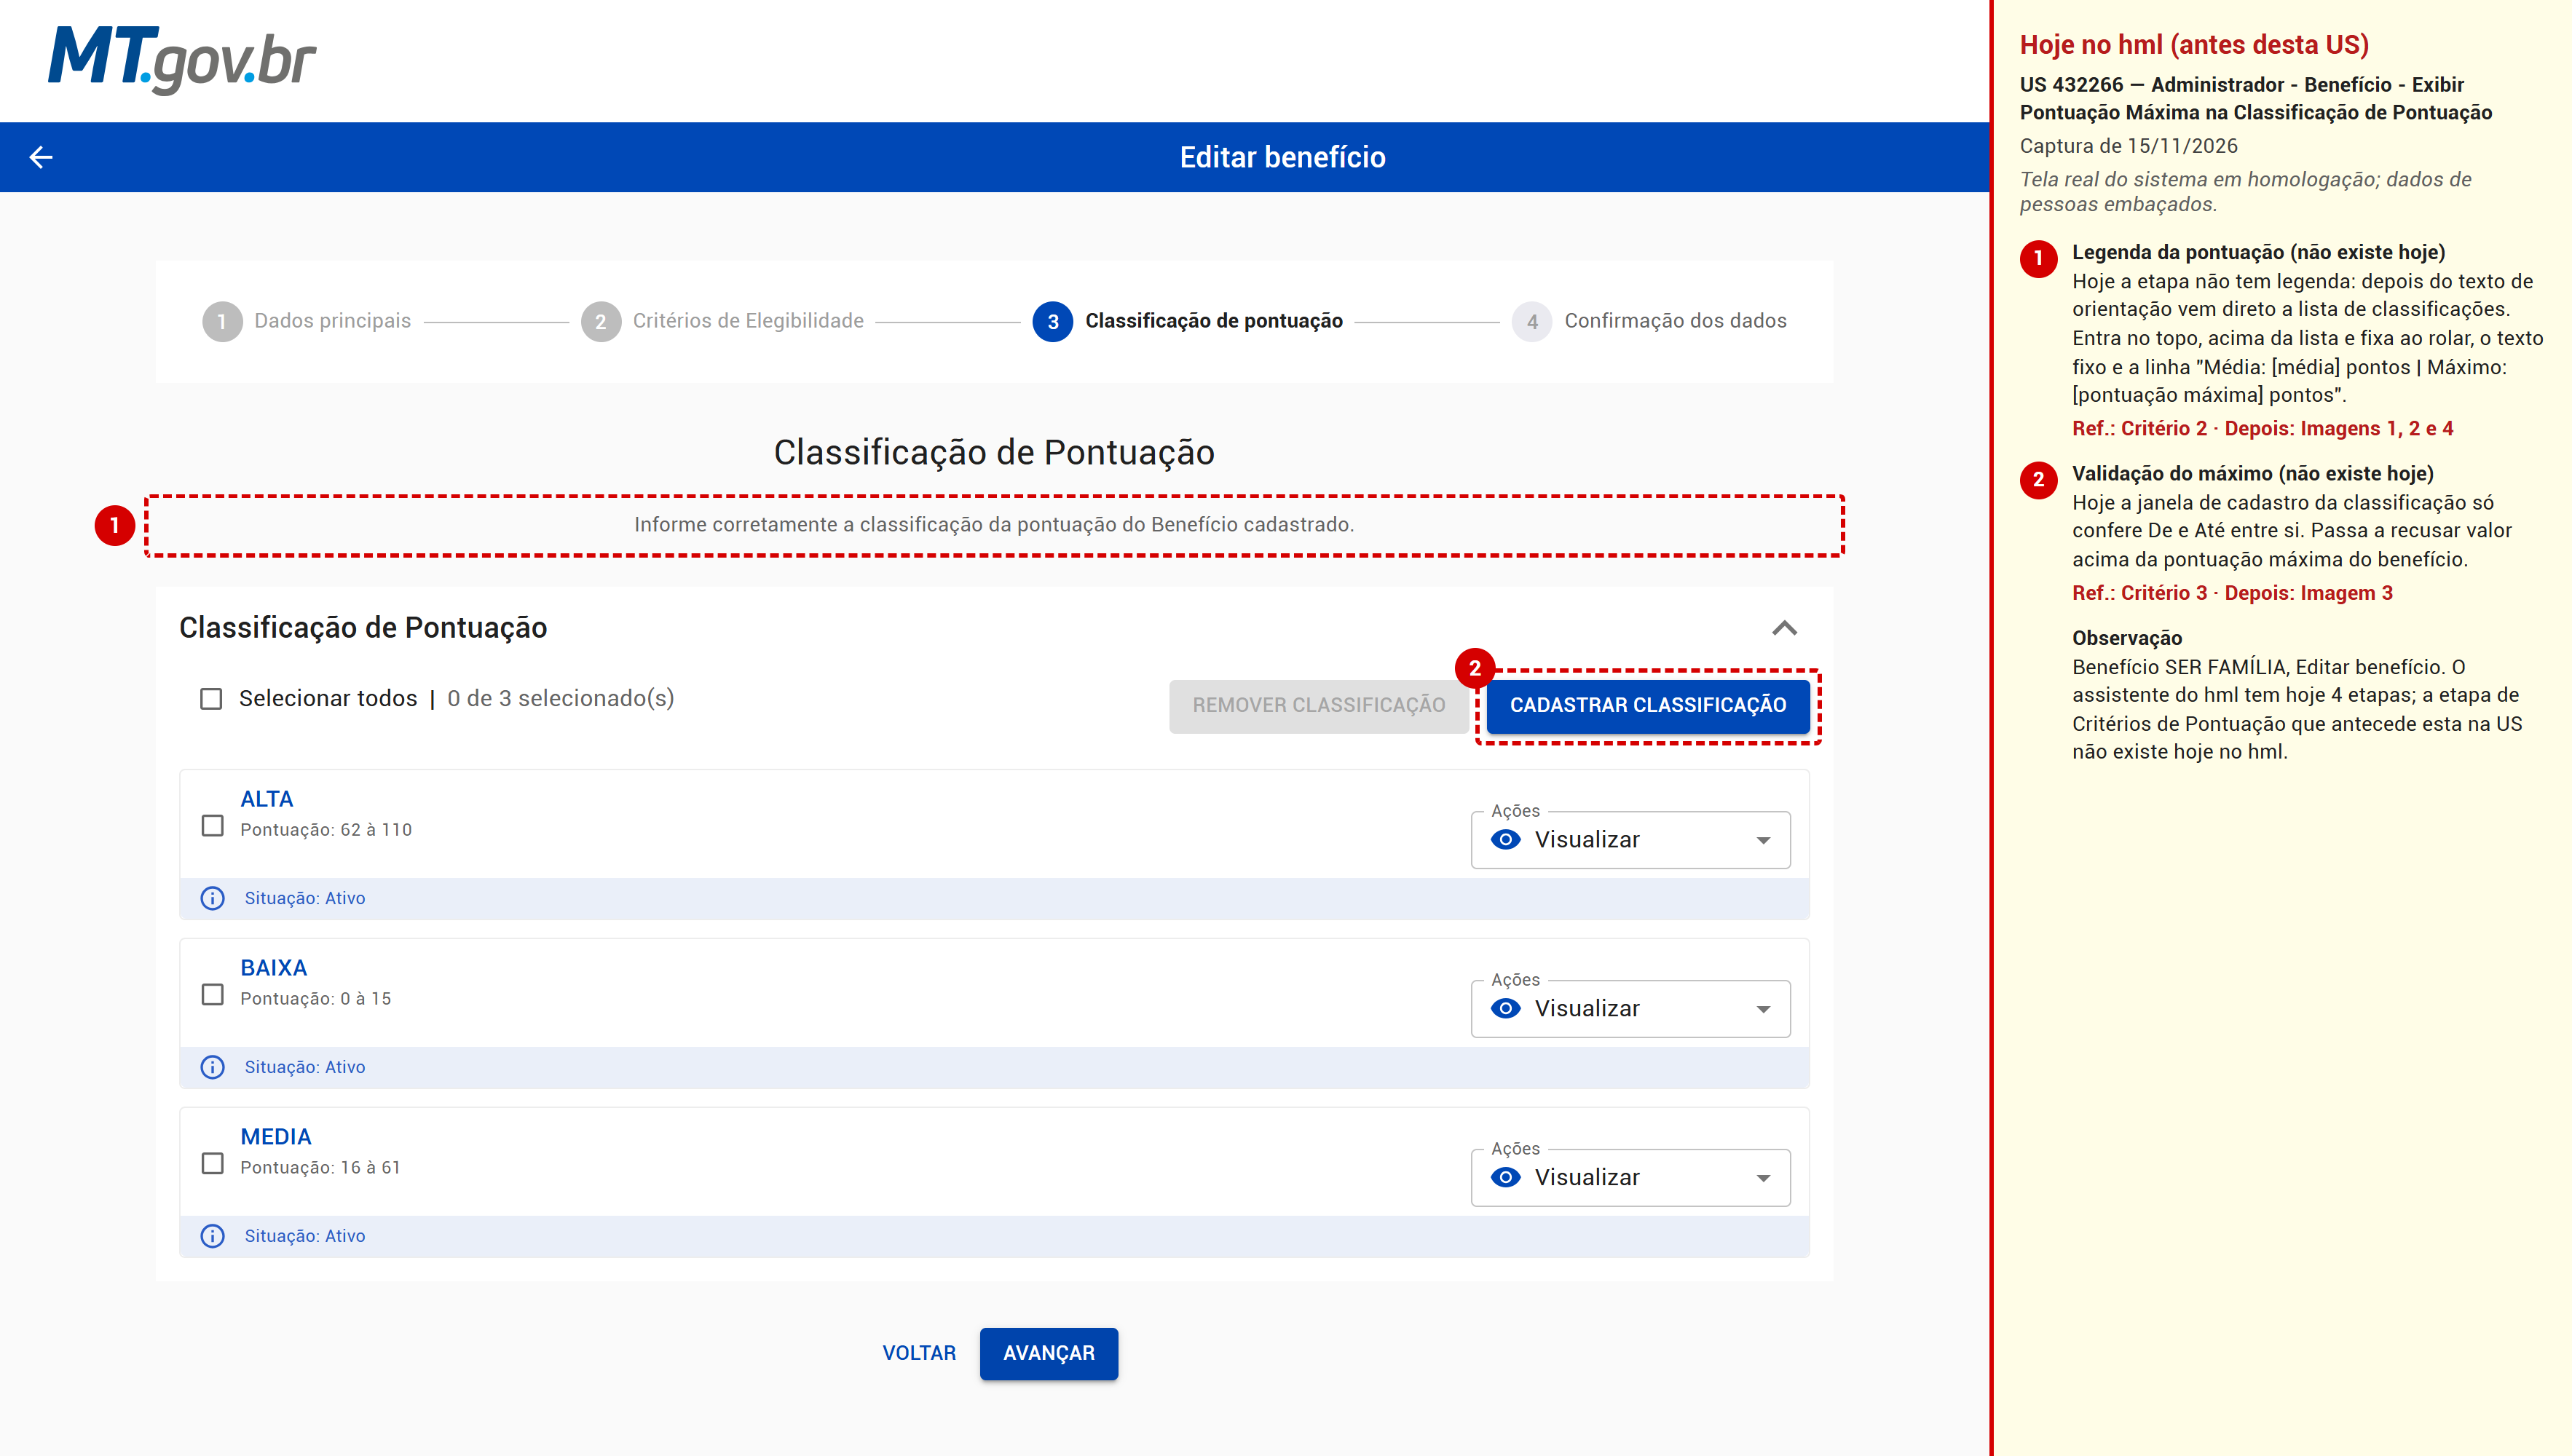 MT.gov.br
Editar benefício
1 Dados principais
2 Critérios de Elegibilidade
3 Classificação de pontuação
4 Confirmação dos dados
Classificação de Pontuação
1
Informe corretamente a classificação da pontuação do Benefício cadastrado.
Classificação de Pontuação
Selecionar todos | 0 de 3 selecionado(s)
REMOVER CLASSIFICAÇÃO
2
CADASTRAR CLASSIFICAÇÃO
ALTA
Pontuação: 62 à 110
Ações
Visualizar
Situação: Ativo
BAIXA
Pontuação: 0 à 15
Ações
Visualizar
Situação: Ativo
MEDIA
Pontuação: 16 à 61
Ações
Visualizar
Situação: Ativo
VOLTAR
AVANÇAR
Hoje no hml (antes desta US)
US 432266 — Administrador - Benefício - Exibir
Pontuação Máxima na Classificação de Pontuação
Captura de 15/11/2026
Tela real do sistema em homologação; dados de
pessoas embaçados.
1 Legenda da pontuação (não existe hoje)
Hoje a etapa não tem legenda: depois do texto de
orientação vem direto a lista de classificações.
Entra no topo, acima da lista e fixa ao rolar, o texto
fixo e a linha "Média: [média] pontos | Máximo:
[pontuação máxima] pontos".
Ref.: Critério 2 · Depois: Imagens 1, 2 e 4
2 Validação do máximo (não existe hoje)
Hoje a janela de cadastro da classificação só
confere De e Até entre si. Passa a recusar valor
acima da pontuação máxima do benefício.
Ref.: Critério 3 · Depois: Imagem 3
Observação
Benefício SER FAMÍLIA, Editar benefício. O
assistente do hml tem hoje 4 etapas; a etapa de
Critérios de Pontuação que antecede esta na US
não existe hoje no hml.